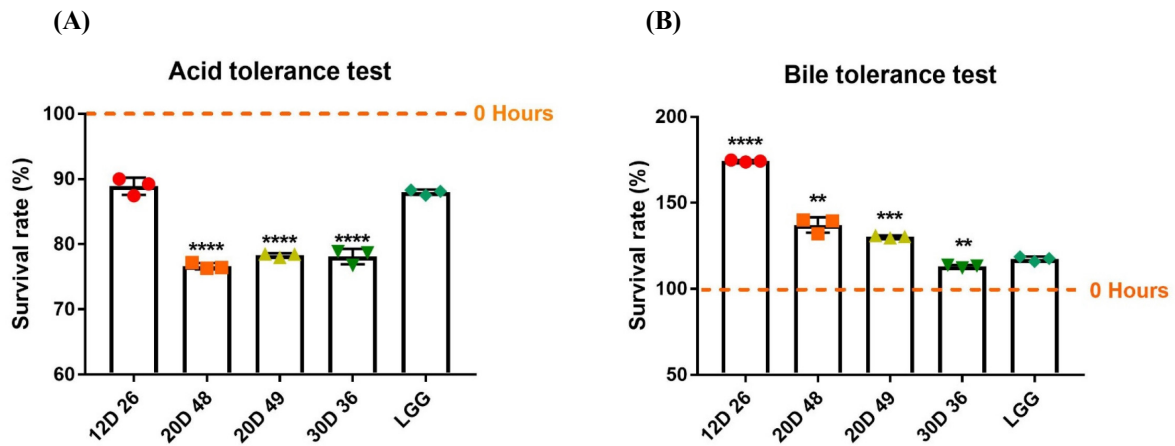 (A)
Acid tolerance test
Survival rate (%)
100
90
80
70
60
0 Hours
****
****
****
12D 26
20D 48
20D 49
30D 36
LGG
(B)
Bile tolerance test
Survival rate (%)
200
150
100
50
0 Hours
****
**
***
**
12D 26
20D 48
20D 49
30D 36
LGG